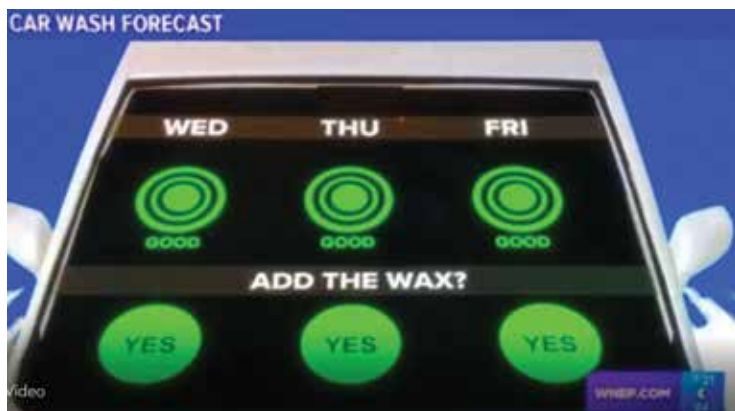 CAR WASH FORECAST
WED THU FRI
GOOD GOOD GOOD
ADD THE WAX?
YES YES YES
Video WNEP.COM